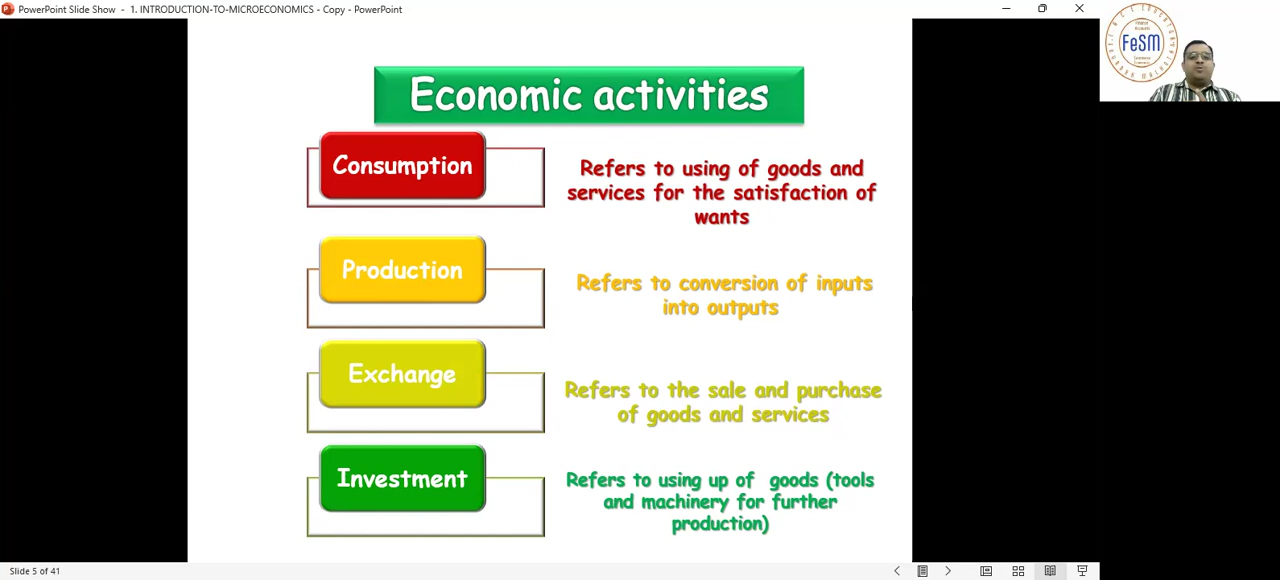 PowerPoint Slide Show - 1. INTRODUCTION-TO-MICROECONOMICS - Copy - PowerPoint
FeSM
Economic activities
Consumption
Refers to using of goods and
services for the satisfaction of
wants
Production
Refers to conversion of inputs
into outputs
Exchange
Refers to the sale and purchase
of goods and services
Investment
Refers to using up of goods (tools
and machinery for further
production)
Slide 5 of 41